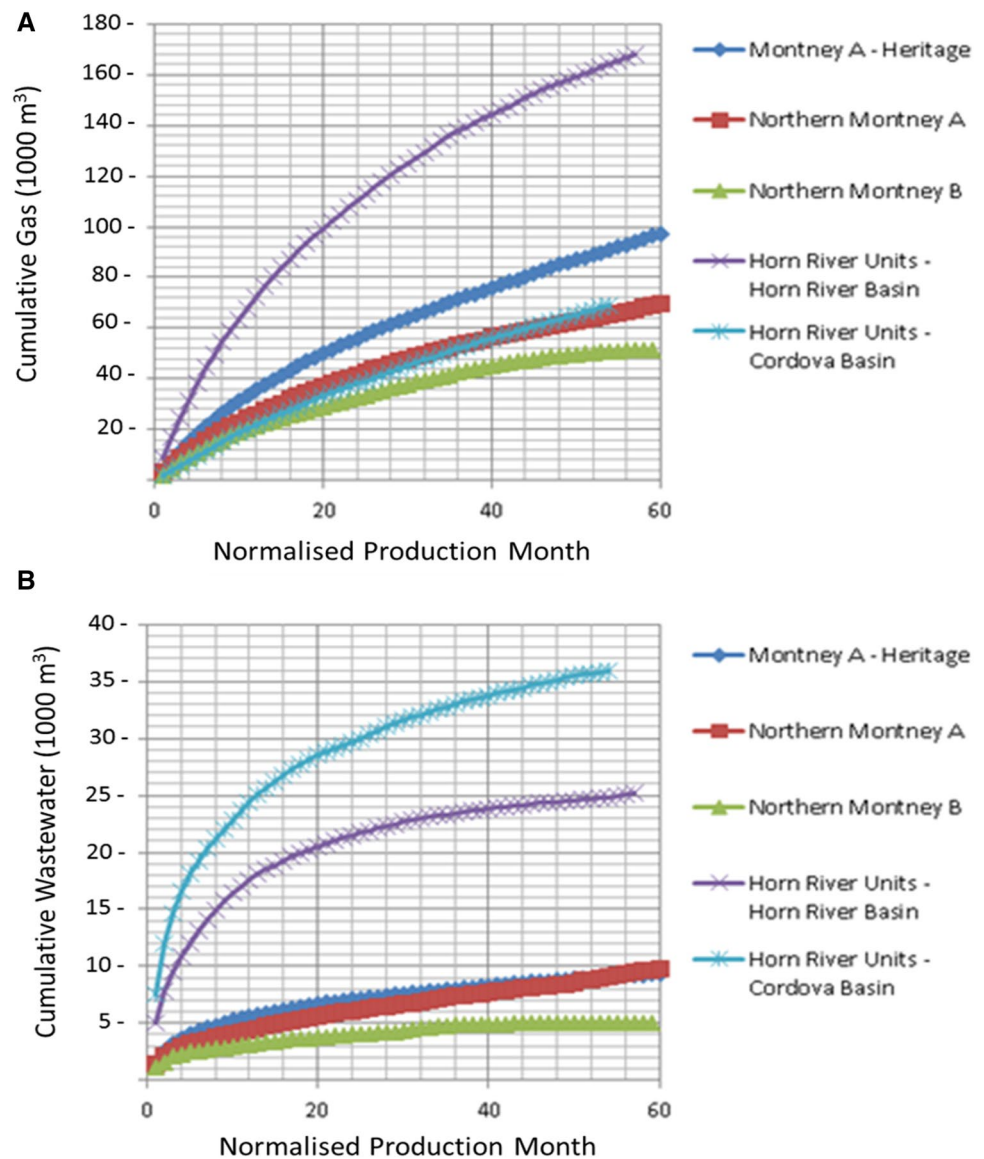 A
180 -
160 -
140 -
120 -
100 -
80 -
60 -
40 -
20 -
Cumulative Gas (1000 m³)
0 20 40 60
Normalised Production Month
Montney A - Heritage
Northern Montney A
Northern Montney B
Horn River Units -
Horn River Basin
Horn River Units -
Cordova Basin
B
40 -
35 -
30 -
25 -
20 -
15 -
10 -
5 -
Cumulative Wastewater (1000 m³)
0 20 40 60
Normalised Production Month
Montney A - Heritage
Northern Montney A
Northern Montney B
Horn River Units -
Horn River Basin
Horn River Units -
Cordova Basin